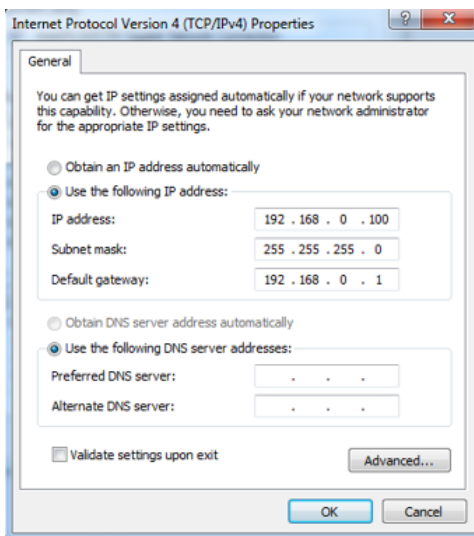 Internet Protocol Version 4 (TCP/IPv4) Properties
? X
General
You can get IP settings assigned automatically if your network supports
this capability. Otherwise, you need to ask your network administrator
for the appropriate IP settings.
Obtain an IP address automatically
Use the following IP address:
IP address: 192 . 168 . 0 . 100
Subnet mask: 255 . 255 . 255 . 0
Default gateway: 192 . 168 . 0 . 1
Obtain DNS server address automatically
Use the following DNS server addresses:
Preferred DNS server: . . .
Alternate DNS server: . . .
Validate settings upon exit
Advanced...
OK Cancel